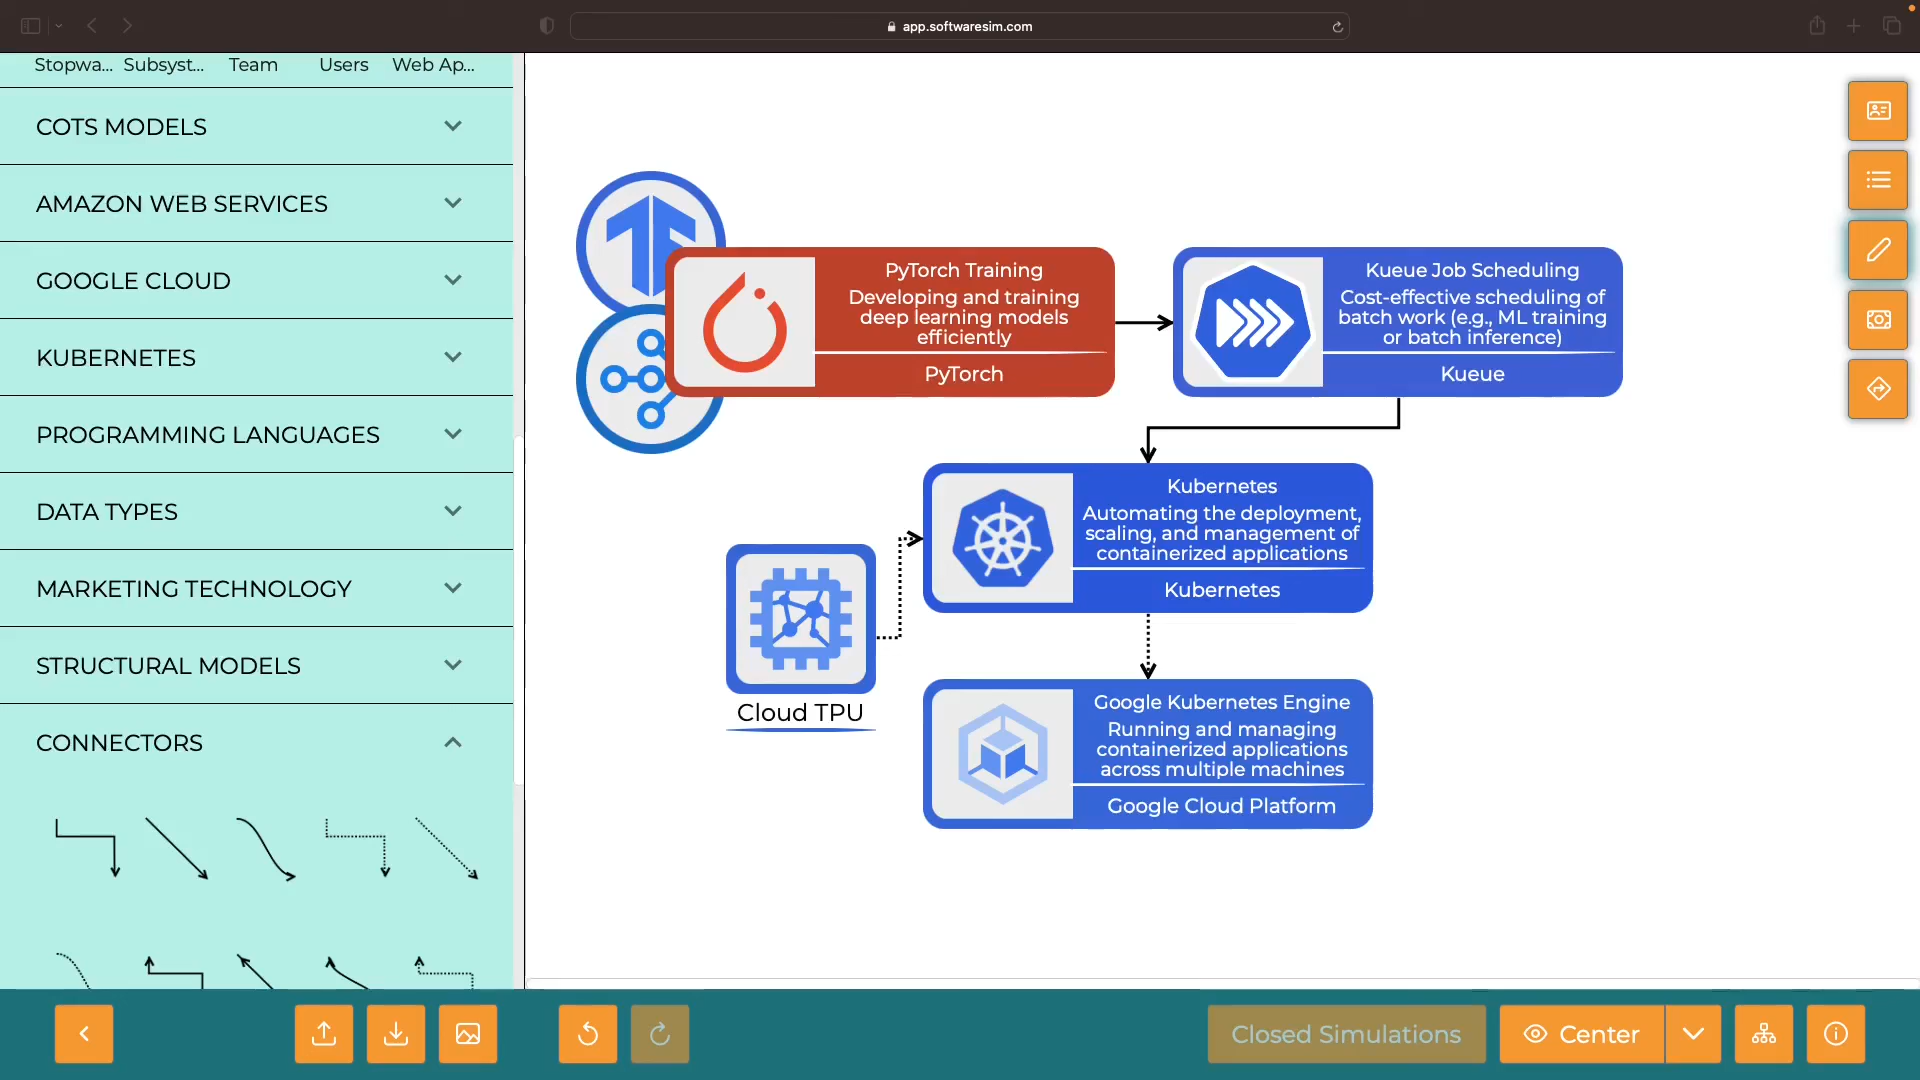 app.softwaresim.com
Stopwa... Subsyst... Team Users Web Ap...
COTS MODELS
AMAZON WEB SERVICES
GOOGLE CLOUD
KUBERNETES
PROGRAMMING LANGUAGES
DATA TYPES
MARKETING TECHNOLOGY
STRUCTURAL MODELS
CONNECTORS
PyTorch Training
Developing and training
deep learning models
efficiently
PyTorch
Kueue Job Scheduling
Cost-effective scheduling of
batch work (e.g., ML training
or batch inference)
Kueue
Kubernetes
Automating the deployment,
scaling, and management of
containerized applications
Kubernetes
Cloud TPU
Google Kubernetes Engine
Running and managing
containerized applications
across multiple machines
Google Cloud Platform
Closed Simulations
Center